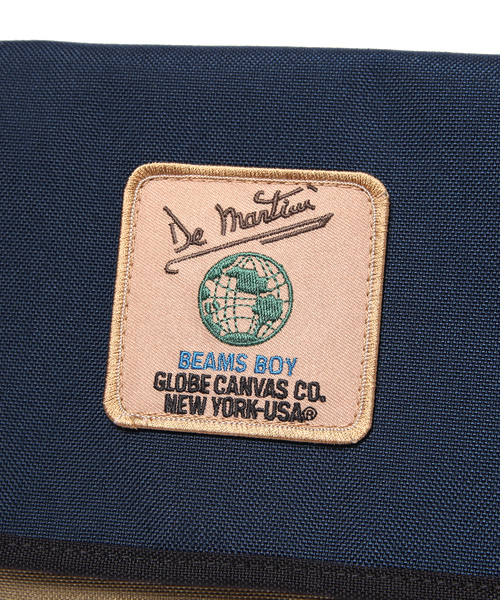 De Martini
BEAMS BOY
GLOBE CANVAS CO.
NEW YORK-USA®